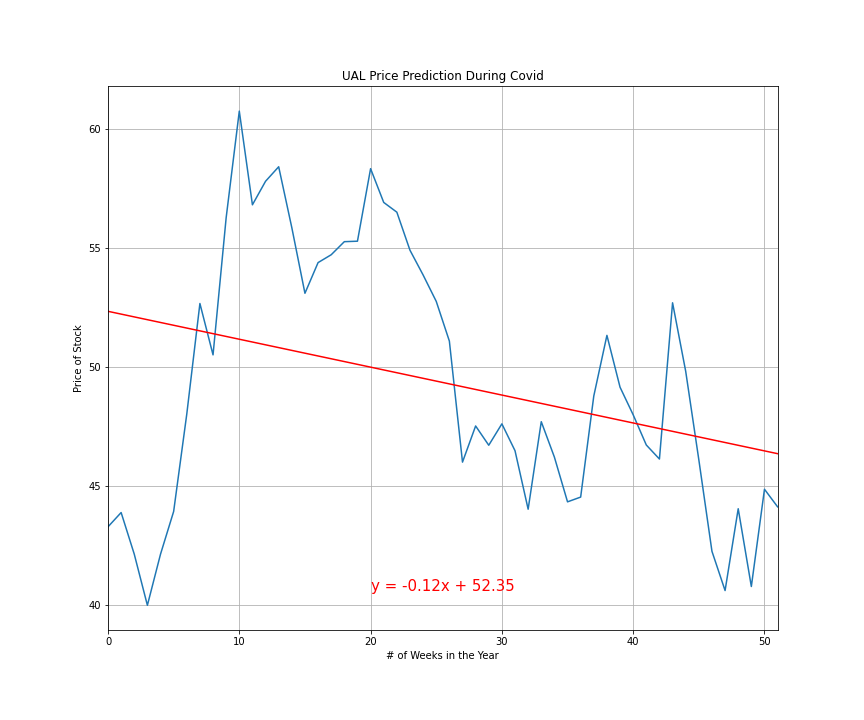 UAL Price Prediction During Covid
Price of Stock
60
55
50
45
40
y = -0.12x + 52.35
0 10 20 30 40 50
# of Weeks in the Year